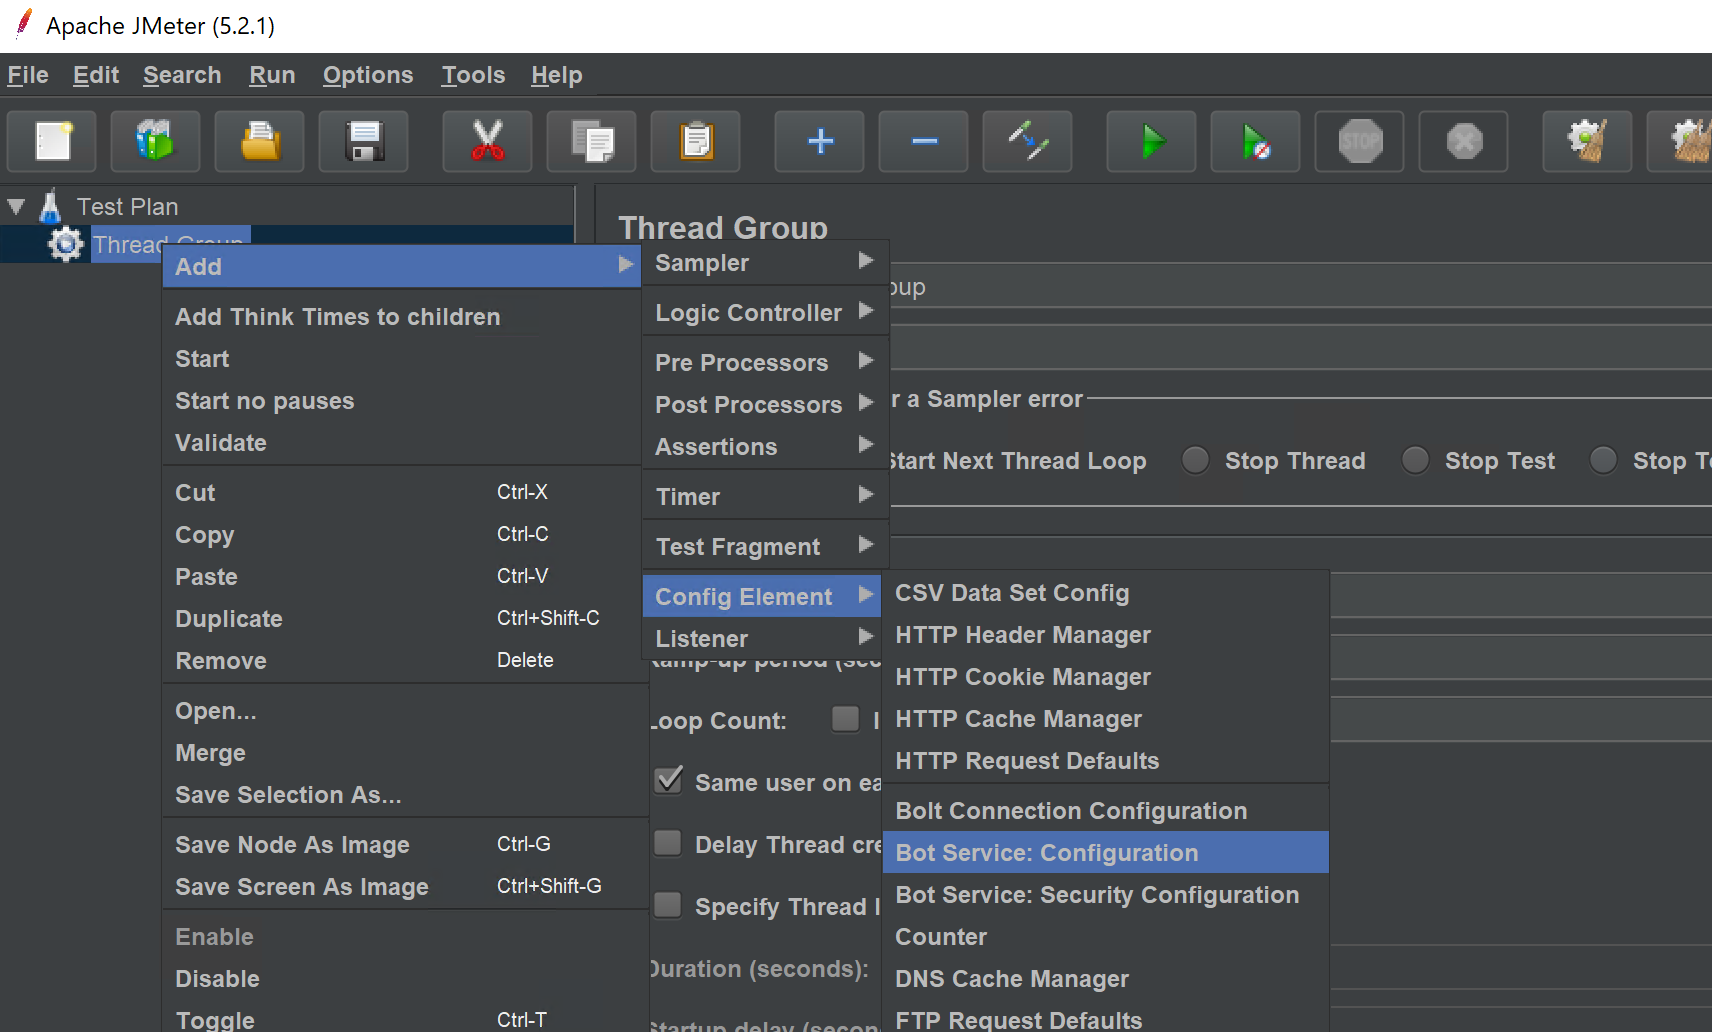 Apache JMeter (5.2.1)
File Edit Search Run Options Tools Help
STOP
Test Plan
Thread Group
Thread Group
Add
Add Think Times to children
Start
Start no pauses
Validate
Cut Ctrl-X
Copy Ctrl-C
Paste Ctrl-V
Duplicate Ctrl+Shift-C
Remove Delete
Open...
Merge
Save Selection As...
Save Node As Image Ctrl-G
Save Screen As Image Ctrl+Shift-G
Enable
Disable
Toggle Ctrl-T
Sampler
Logic Controller
Pre Processors
Post Processors
Assertions
Timer
Test Fragment
Config Element
Listener
CSV Data Set Config
HTTP Header Manager
HTTP Cookie Manager
HTTP Cache Manager
HTTP Request Defaults
Bolt Connection Configuration
Bot Service: Configuration
Bot Service: Security Configuration
Counter
DNS Cache Manager
FTP Request Defaults
oup
r a Sampler error
Start Next Thread Loop Stop Thread Stop Test Stop T
Ramp-up period (sec
Loop Count:
Same user on ea
Delay Thread cre
Specify Thread l
Duration (seconds):
Startup delay (secon